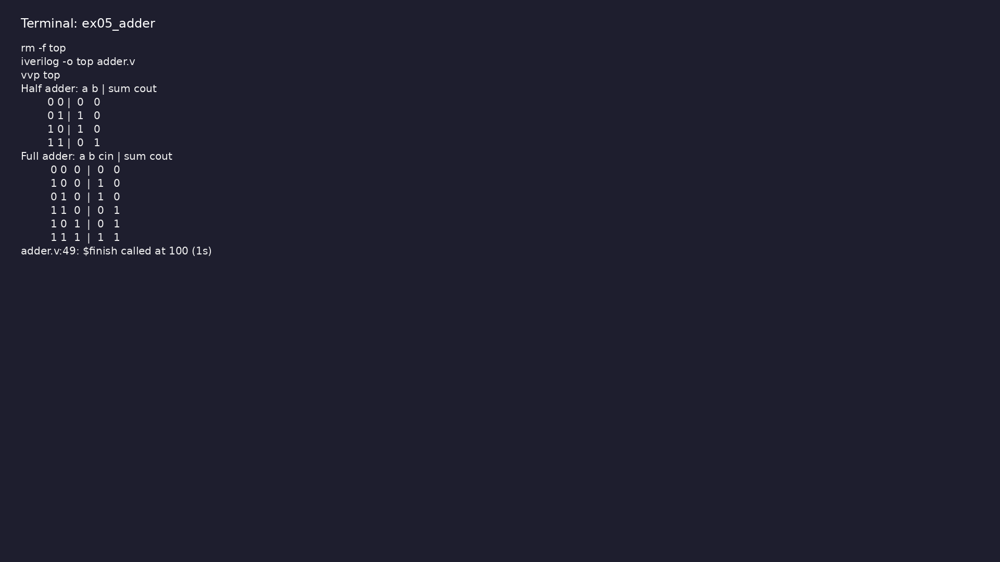 Terminal: ex05_adder
rm -f top
iverilog -o top adder.v
vvp top
Half adder: a b | sum cout
0 0 |  0   0
0 1 |  1   0
1 0 |  1   0
1 1 |  0   1
Full adder: a b cin | sum cout
0 0  0  |  0   0
1 0  0  |  1   0
0 1  0  |  1   0
1 1  0  |  0   1
1 0  1  |  0   1
1 1  1  |  1   1
adder.v:49: $finish called at 100 (1s)